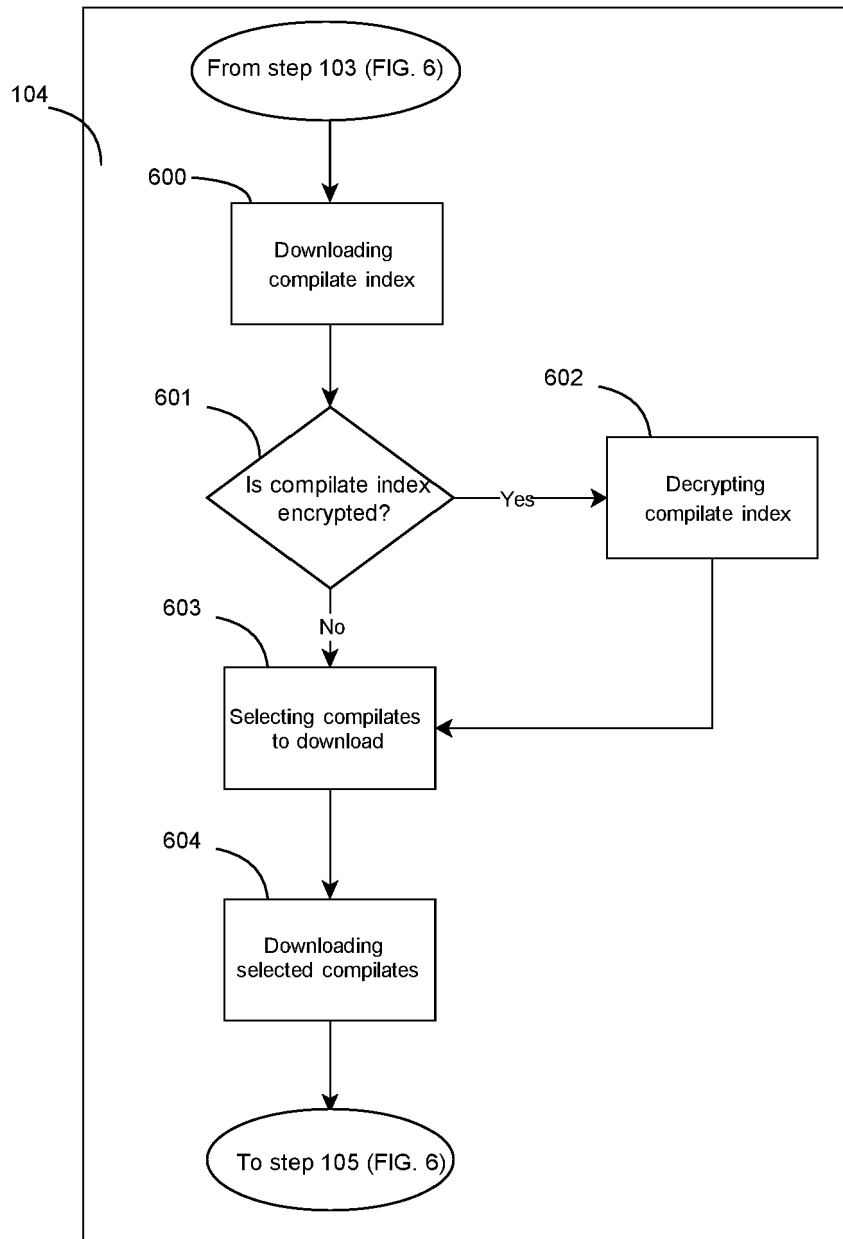 From step 103 (FIG. 6)
104
600
Downloading
compilate index
601
Is compilate index
encrypted?
Yes
602
Decrypting
compilate index
No
603
Selecting compilates
to download
604
Downloading
selected compilates
To step 105 (FIG. 6)